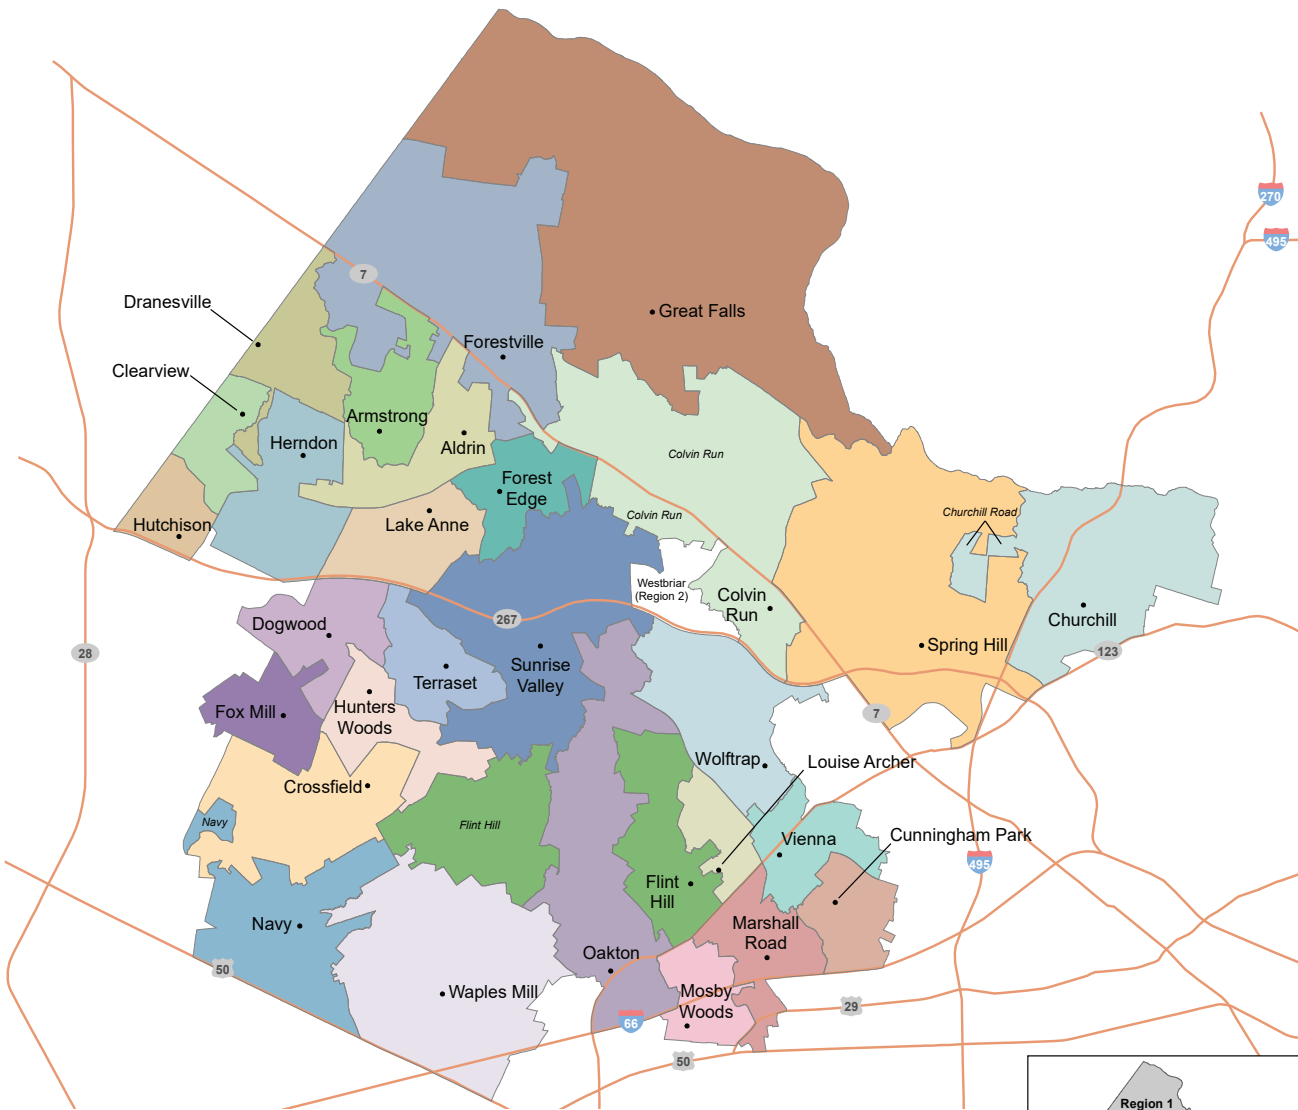 270
495
7
Dranesville
Great Falls
Forestville
Clearview
Armstrong
Herndon
Aldrin
Colvin Run
Forest
Edge
Churchill Road
Colvin Run
Hutchison
Lake Anne
Westbriar
(Region 2)
Colvin
Run
267
Dogwood
Churchill
28
Spring Hill
123
Sunrise
Valley
Terraset
Fox Mill
Hunters
Woods
7
Wolftrap
Louise Archer
Crossfield
Navy
Flint Hill
Vienna
Cunningham Park
495
Flint
Hill
Navy
Marshall
Road
Oakton
50
Waples Mill
Mosby
Woods
29
66
50
Region 1